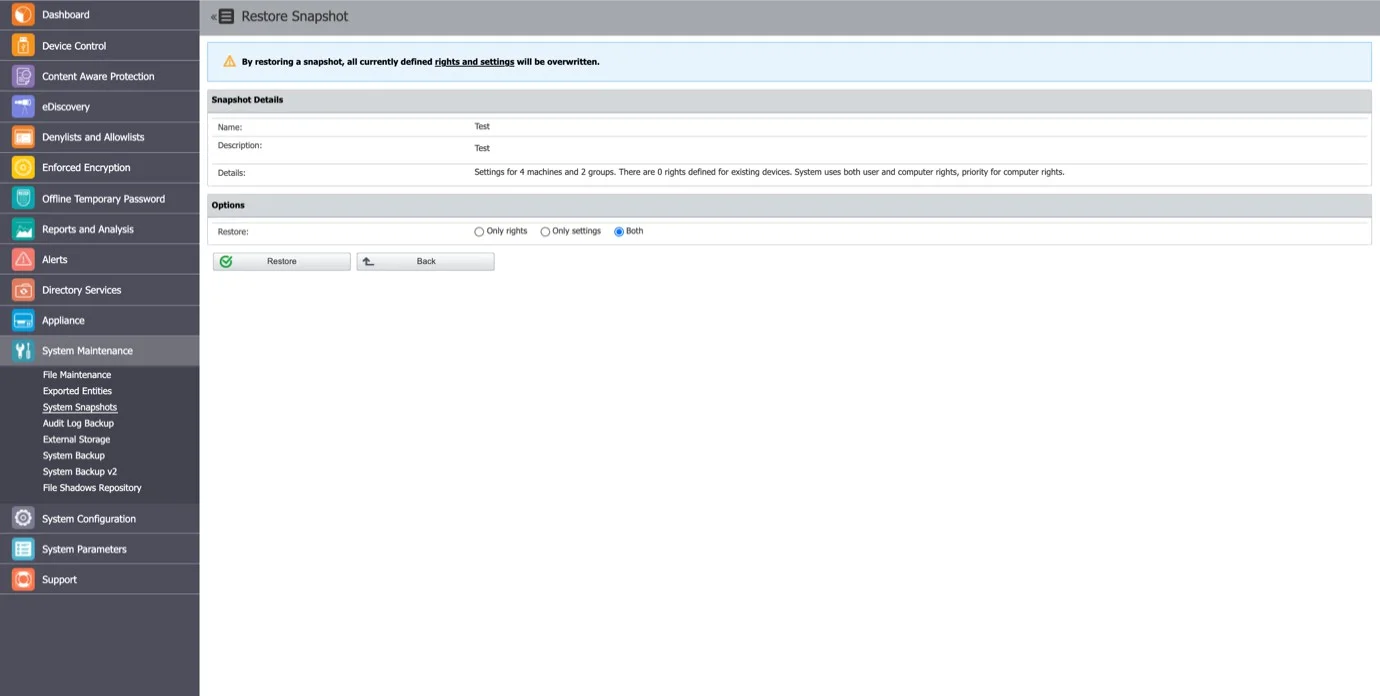 Dashboard
Device Control
Content Aware Protection
eDiscovery
Denylists and Allowlists
Enforced Encryption
Offline Temporary Password
Reports and Analysis
Alerts
Directory Services
Appliance
System Maintenance
File Maintenance
Exported Entities
System Snapshots
Audit Log Backup
External Storage
System Backup
System Backup v2
File Shadows Repository
System Configuration
System Parameters
Support
Restore Snapshot
By restoring a snapshot, all currently defined rights and settings will be overwritten.
Snapshot Details
Name: Test
Description: Test
Details: Settings for 4 machines and 2 groups. There are 0 rights defined for existing devices. System uses both user and computer rights, priority for computer rights.
Options
Restore: Only rights Only settings Both
Restore Back